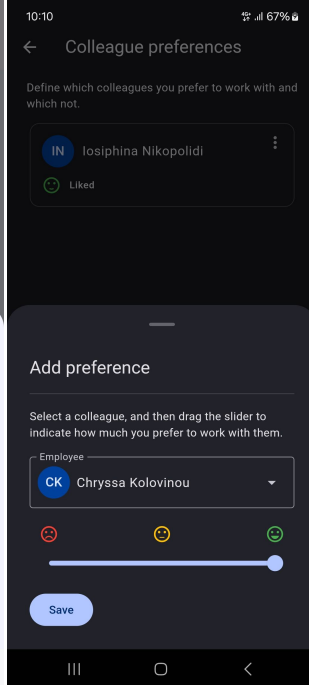 10:10
67%
Colleague preferences
Define which colleagues you prefer to work with and
which not.
IN
Iosiphina Nikopolidi
Liked
Add preference
Select a colleague, and then drag the slider to
indicate how much you prefer to work with them.
Employee
CK
Chryssa Kolovinou
Save